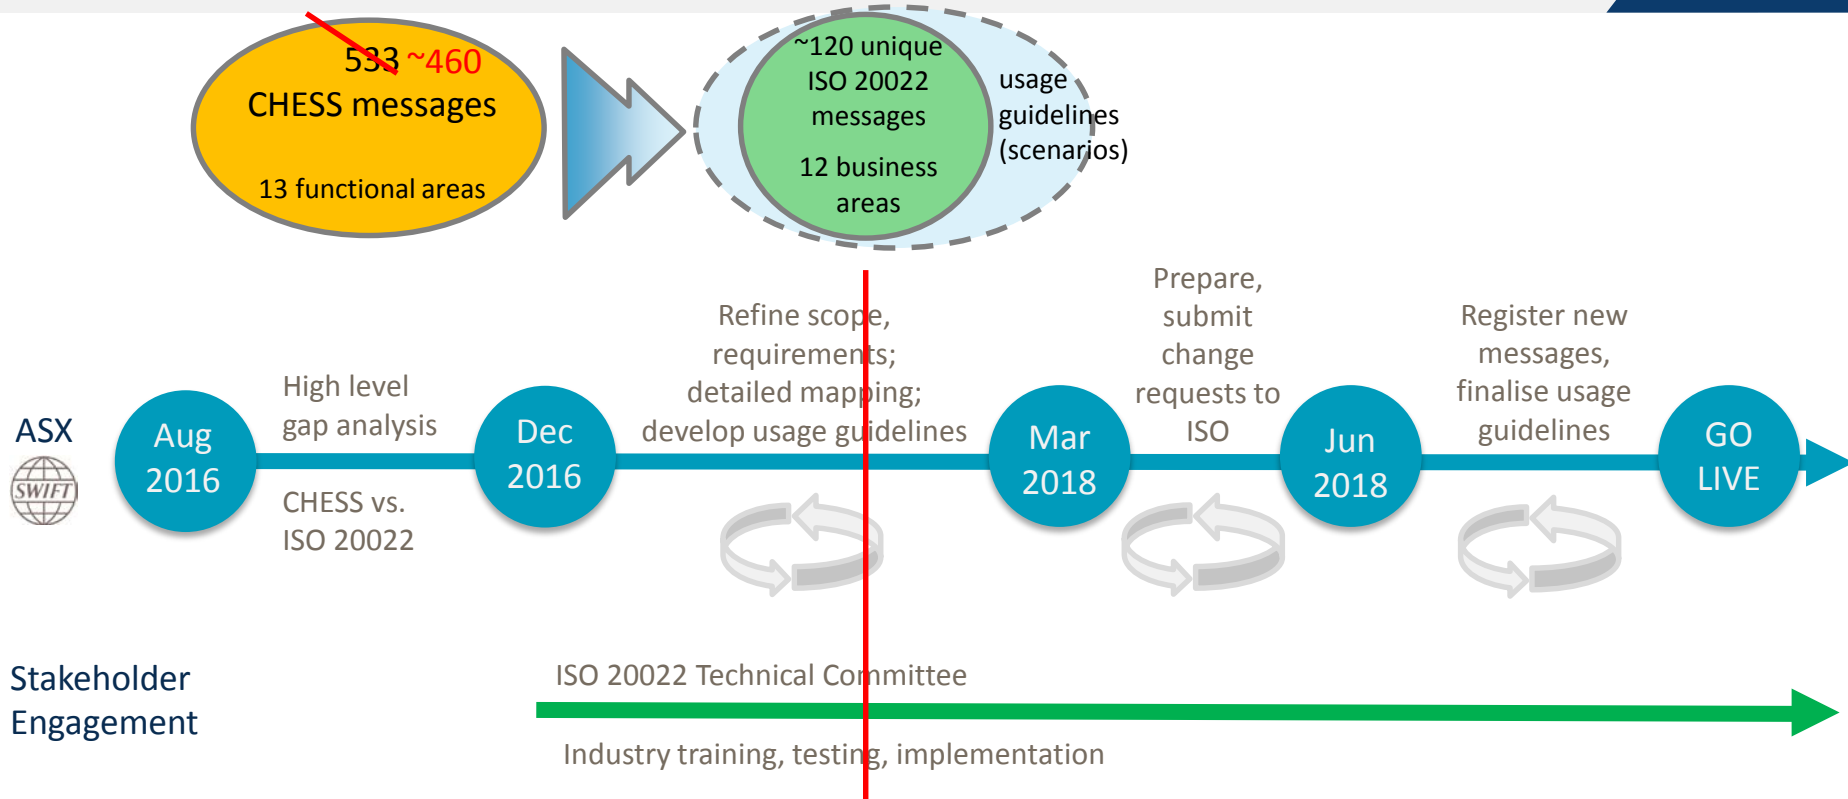 533 ~460
CHESS messages
13 functional areas
~120 unique
ISO 20022
messages
12 business
areas
usage
guidelines
(scenarios)
ASX
SWIFT
Aug
2016
High level
gap analysis
CHESS vs.
ISO 20022
Dec
2016
Refine scope,
requirements;
detailed mapping;
develop usage guidelines
Mar
2018
Prepare,
submit
change
requests to
ISO
Jun
2018
Register new
messages,
finalise usage
guidelines
GO
LIVE
Stakeholder
Engagement
ISO 20022 Technical Committee
Industry training, testing, implementation